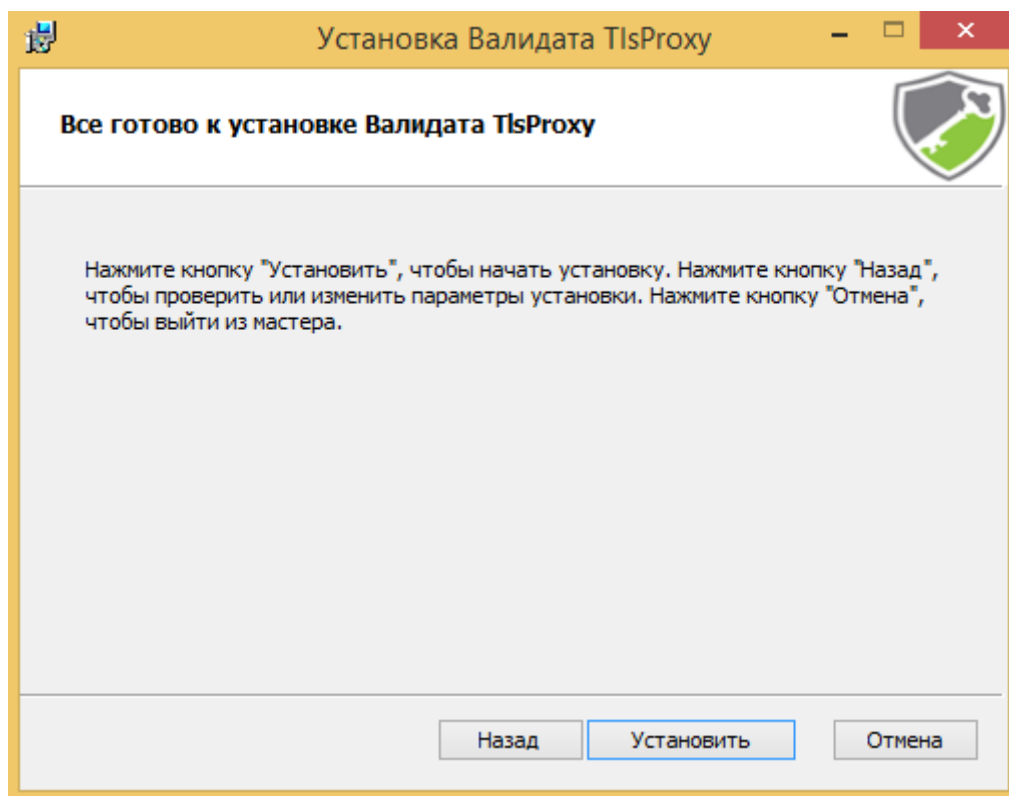 Установка Валидата TlsProxy
Все готово к установке Валидата TlsProxy
Нажмите кнопку "Установить", чтобы начать установку. Нажмите кнопку "Назад",
чтобы проверить или изменить параметры установки. Нажмите кнопку "Отмена",
чтобы выйти из мастера.
Назад
Установить
Отмена